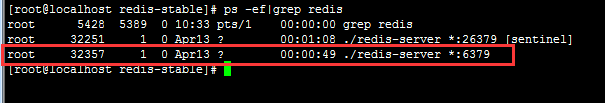 [root@localhost redis-stable]# ps -ef|grep redis
root 5428 5389 0 10:33 pts/1 00:00:00 grep redis
root 32251 1 0 Apr13 ? 00:01:08 ./redis-server *:26379 [sentinel]
root 32357 1 0 Apr13 ? 00:00:49 ./redis-server *:6379
[root@localhost redis-stable]#